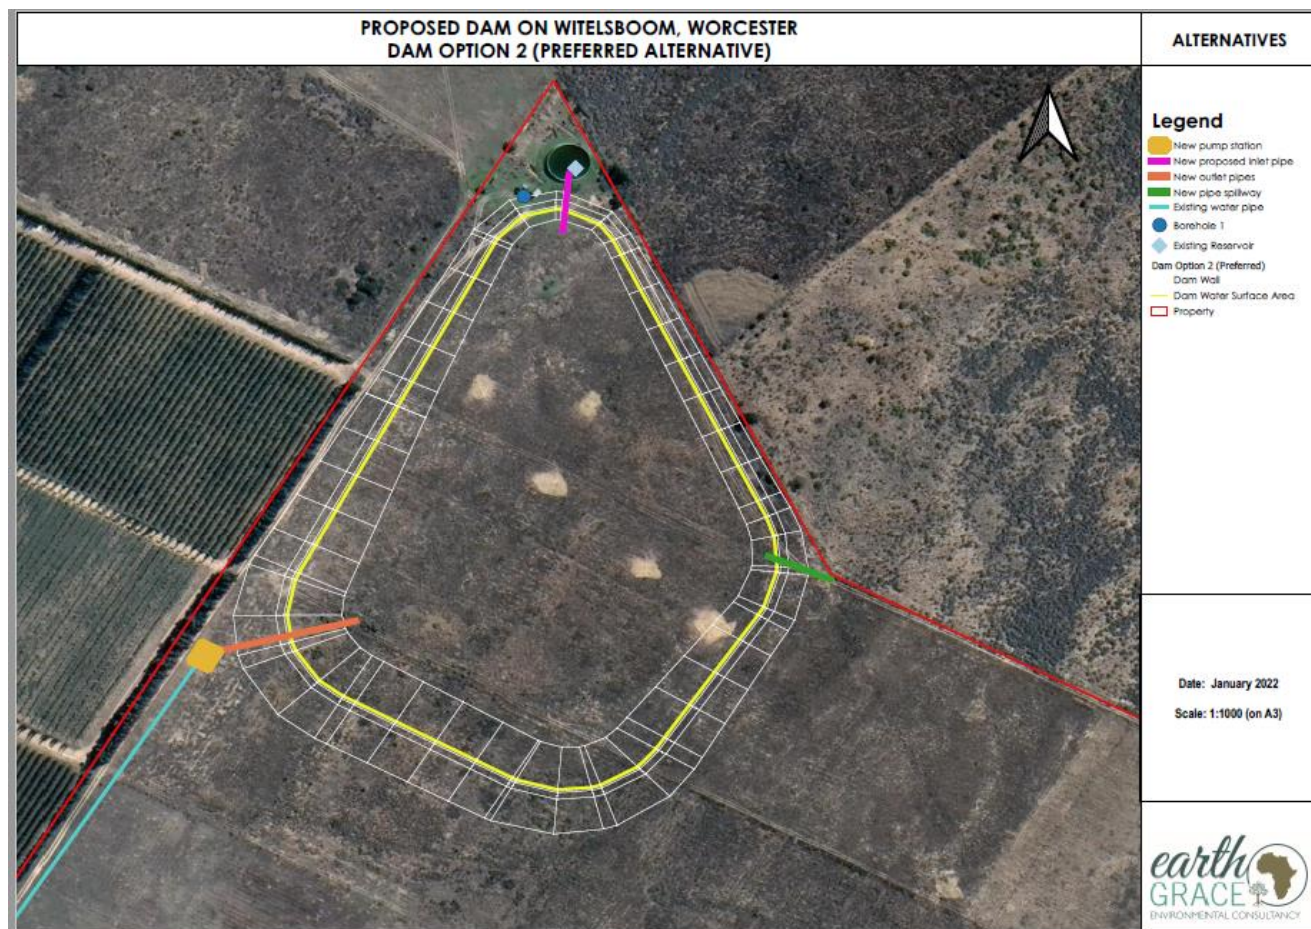 PROPOSED DAM ON WITELSBOOM, WORCESTER
DAM OPTION 2 (PREFERRED ALTERNATIVE)
ALTERNATIVES
Legend
New pump station
New proposed inlet pipe
New outlet pipes
New pipe spillway
Existing water pipe
Borehole 1
Existing Reservoir
Dam Option 2 (Preferred)
Dam Wall
Dam Water Surface Area
Property
Date: January 2022
Scale: 1:1000 (on A3)
earth
GRACE
ENVIRONMENTAL CONSULTANCY